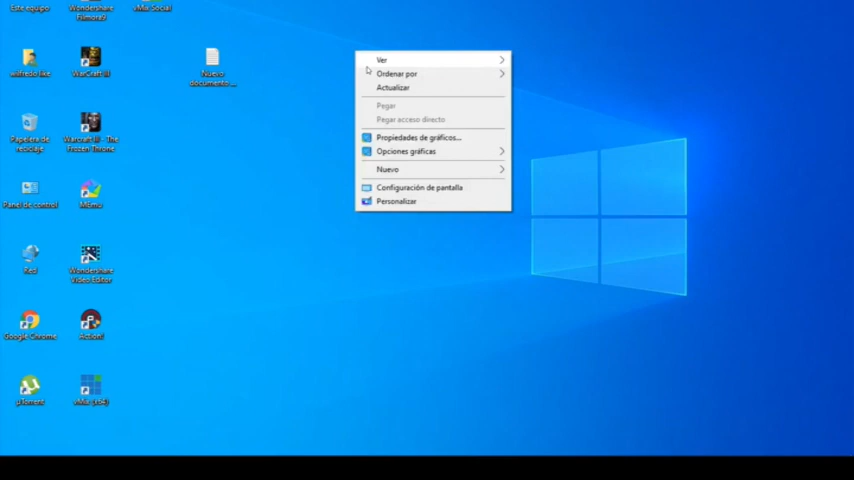 Este equipo
Wondershare
Filmora9
vMix Social
wilfredo.like
WarCraft III
Nuevo
documento ...
Papelera de
reciclaje
Warcraft III - The
Frozen Throne
Panel de control
MEmu
Red
Wondershare
Video Editor
Google Chrome
Action!
µTorrent
vMix (x64)
Ver
Ordenar por
Actualizar
Pegar
Pegar acceso directo
Propiedades de gráficos...
Opciones gráficas
Nuevo
Configuración de pantalla
Personalizar